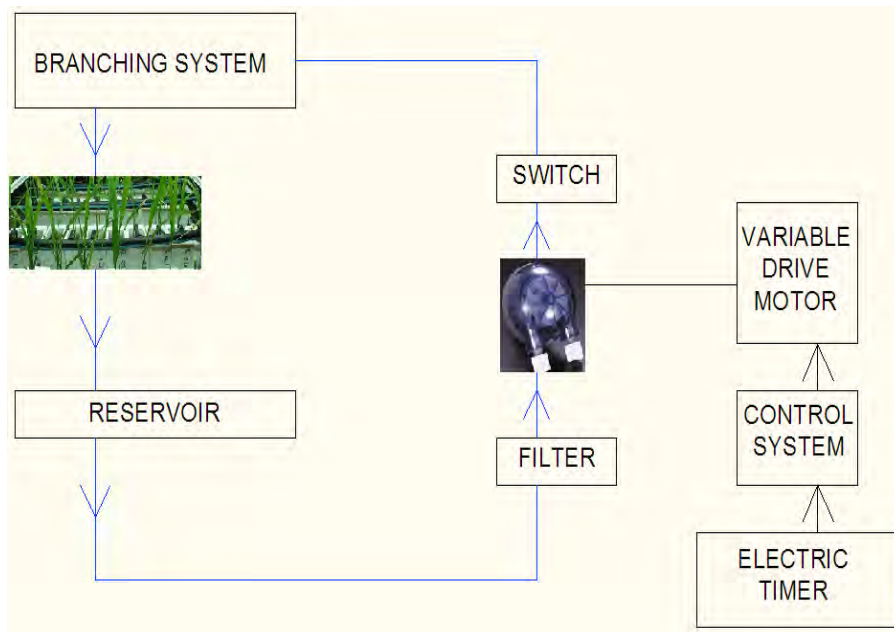 BRANCHING SYSTEM
SWITCH
VARIABLE
DRIVE
MOTOR
RESERVOIR
CONTROL
SYSTEM
FILTER
ELECTRIC
TIMER